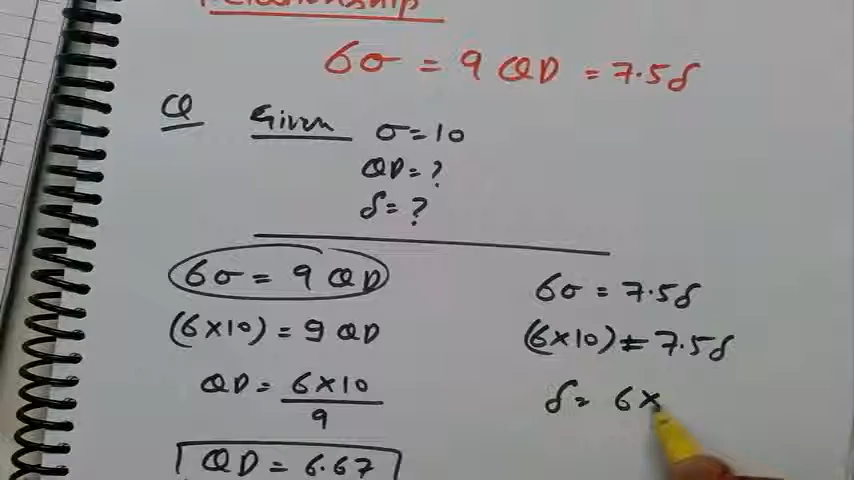 Relationship
6σ = 9 QD = 7.5δ
Q Given σ=10
QD=?
δ=?
6σ = 9 QD
(6×10) = 9 QD
QD = 6×10
9
QD = 6.67
6σ = 7.5δ
(6×10) = 7.5δ
δ= 6×